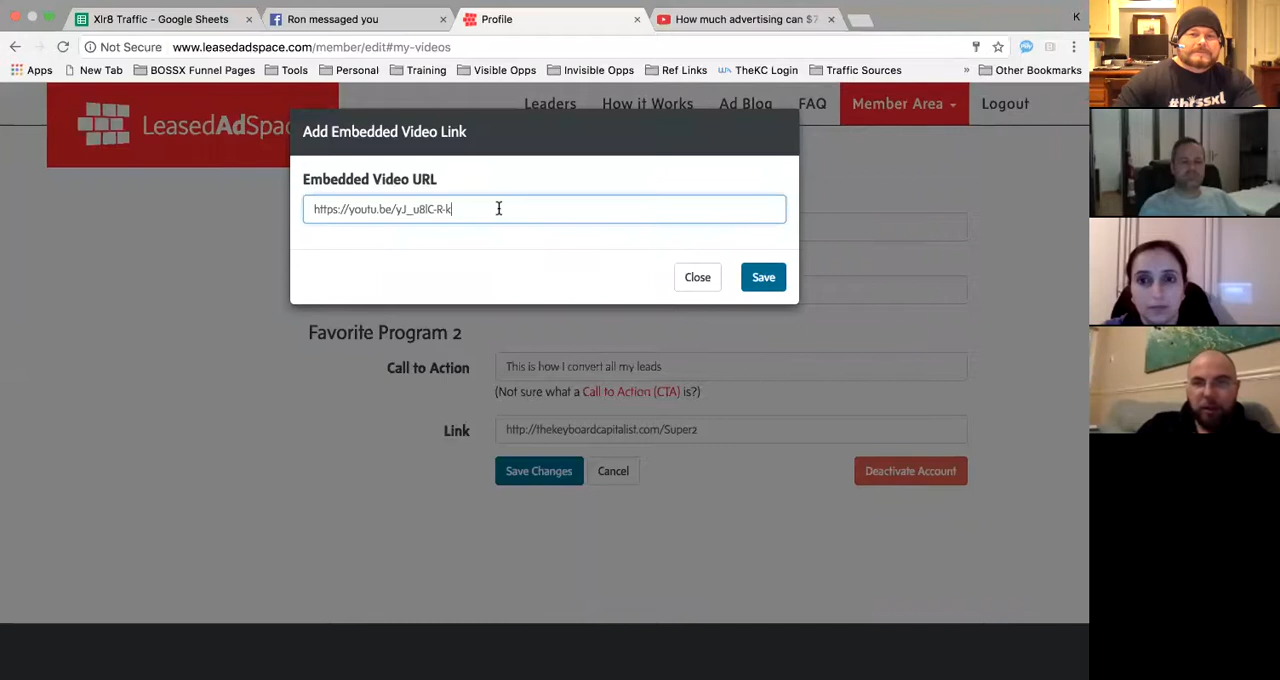 Xlr8 Traffic - Google Sheets
Ron messaged you
Profile
How much advertising can $7
K
Not Secure
www.leasedadspace.com/member/edit#my-videos
Apps
New Tab
BOSSX Funnel Pages
Tools
Personal
Training
Visible Opps
Invisible Opps
Ref Links
TheKC Login
Traffic Sources
»
Other Bookmarks
LeasedAdSpa
Leaders
How it Works
Ad Blog
FAQ
Member Area
Logout
Add Embedded Video Link
Embedded Video URL
https://youtu.be/yJ_u8lC-R-k
Close
Save
Favorite Program 2
Call to Action
This is how I convert all my leads
(Not sure what a Call to Action (CTA) is?)
Link
http://thekeyboardcapitalist.com/Super2
Save Changes
Cancel
Deactivate Account